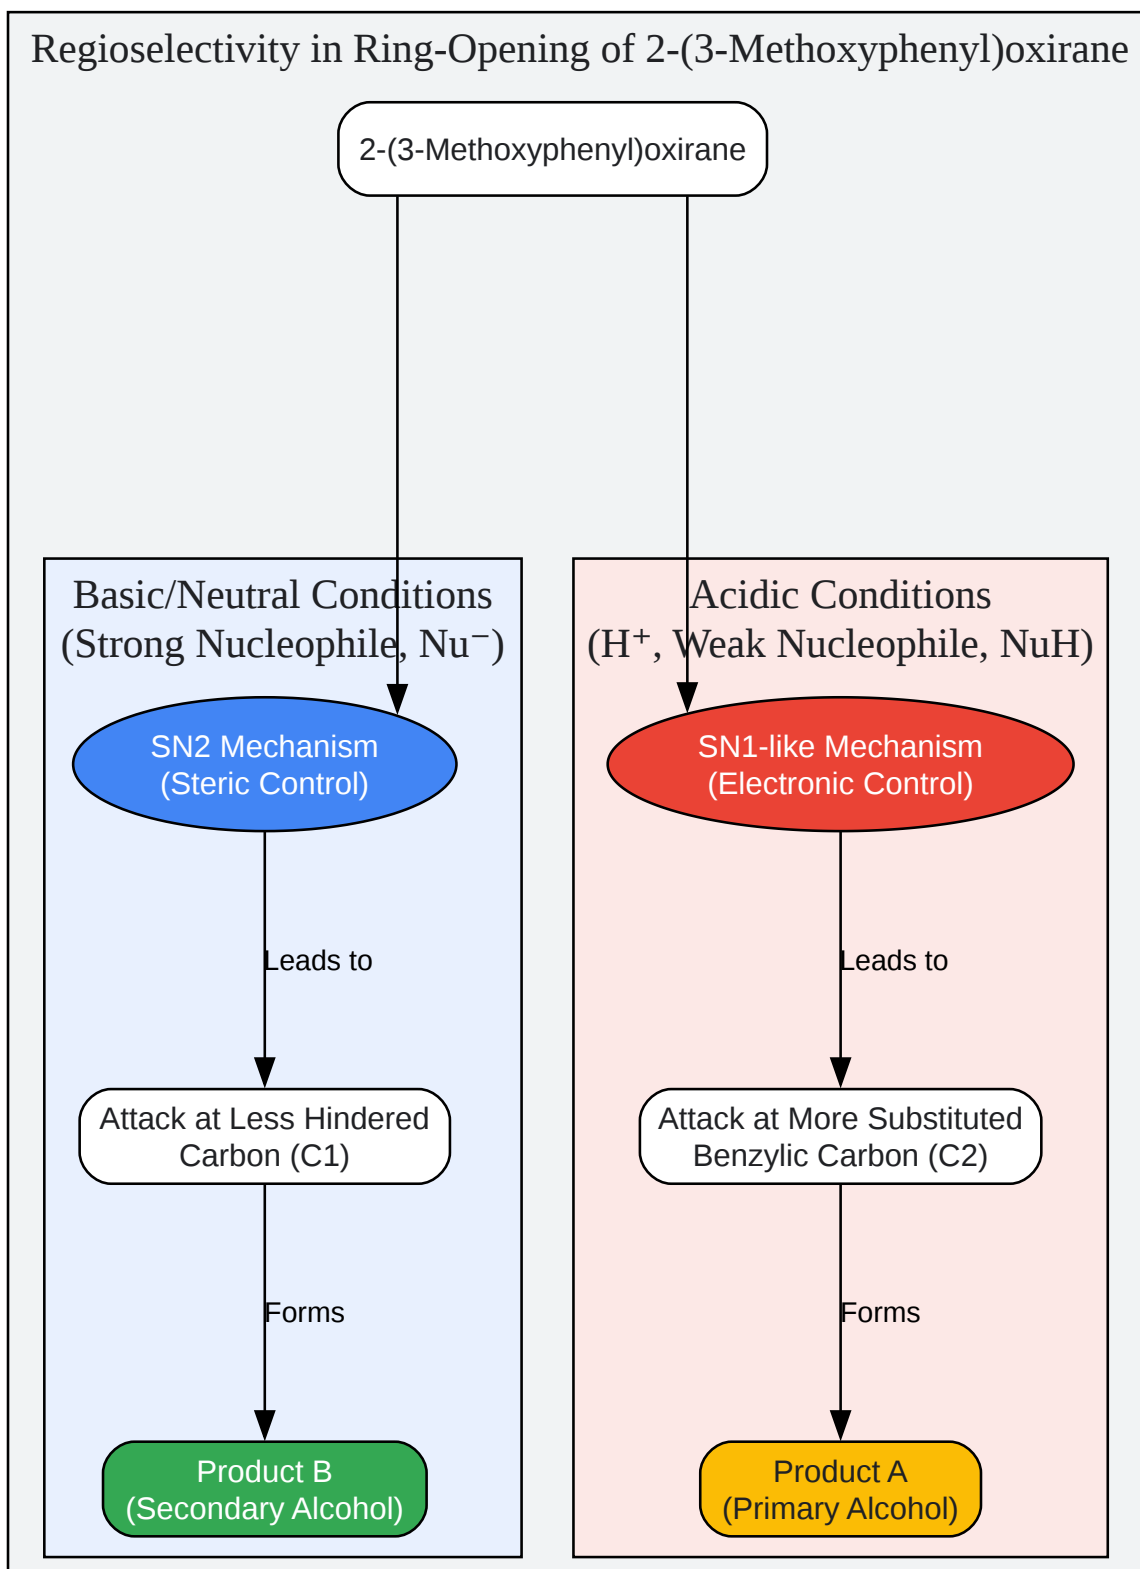 Regioselectivity in Ring-Opening of 2-(3-Methoxyphenyl)oxirane
2-(3-Methoxyphenyl)oxirane
Basic/Neutral Conditions
(Strong Nucleophile, Nu⁻)
SN2 Mechanism
(Steric Control)
Leads to
Attack at Less Hindered
Carbon (C1)
Forms
Product B
(Secondary Alcohol)
Acidic Conditions
(H⁺, Weak Nucleophile, NuH)
SN1-like Mechanism
(Electronic Control)
Leads to
Attack at More Substituted
Benzylic Carbon (C2)
Forms
Product A
(Primary Alcohol)